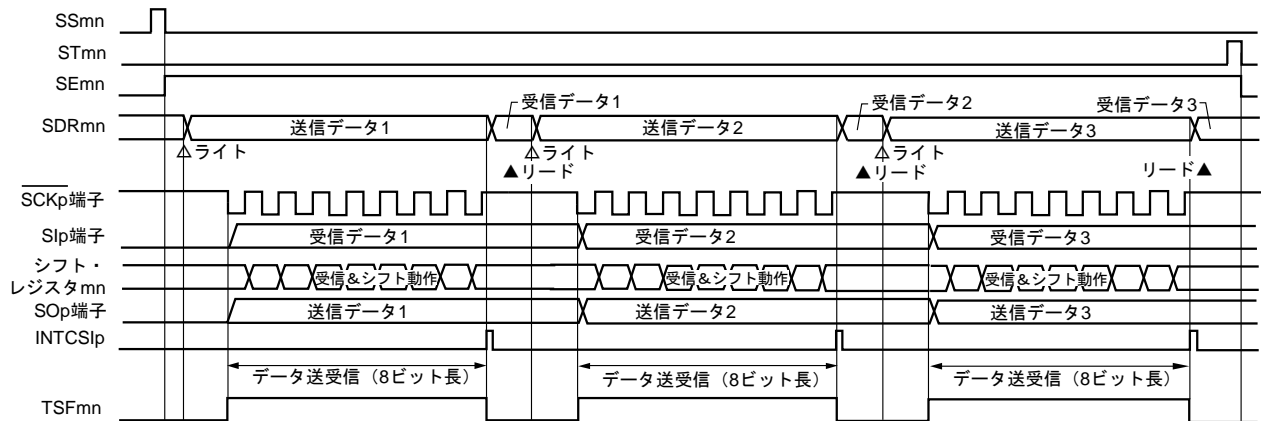 SSmn
STmn
SEmn
受信データ1 受信データ2 受信データ3
SDRmn 送信データ1 送信データ2 送信データ3
△ライト △ライト △ライト
▲リード ▲リード リード▲
SCKp端子
SIp端子 受信データ1 受信データ2 受信データ3
シフト・
レジスタmn 受信&シフト動作 受信&シフト動作 受信&シフト動作
SOp端子 送信データ1 送信データ2 送信データ3
INTCSIp
データ送受信(8ビット長) データ送受信(8ビット長) データ送受信(8ビット長)
TSFmn